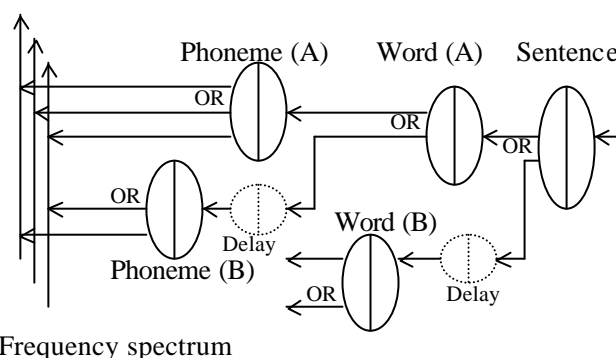 Phoneme (A) Word (A) Sentence
OR
OR
OR
OR
Word (B)
Delay
Phoneme (B)
Delay
OR
Frequency spectrum